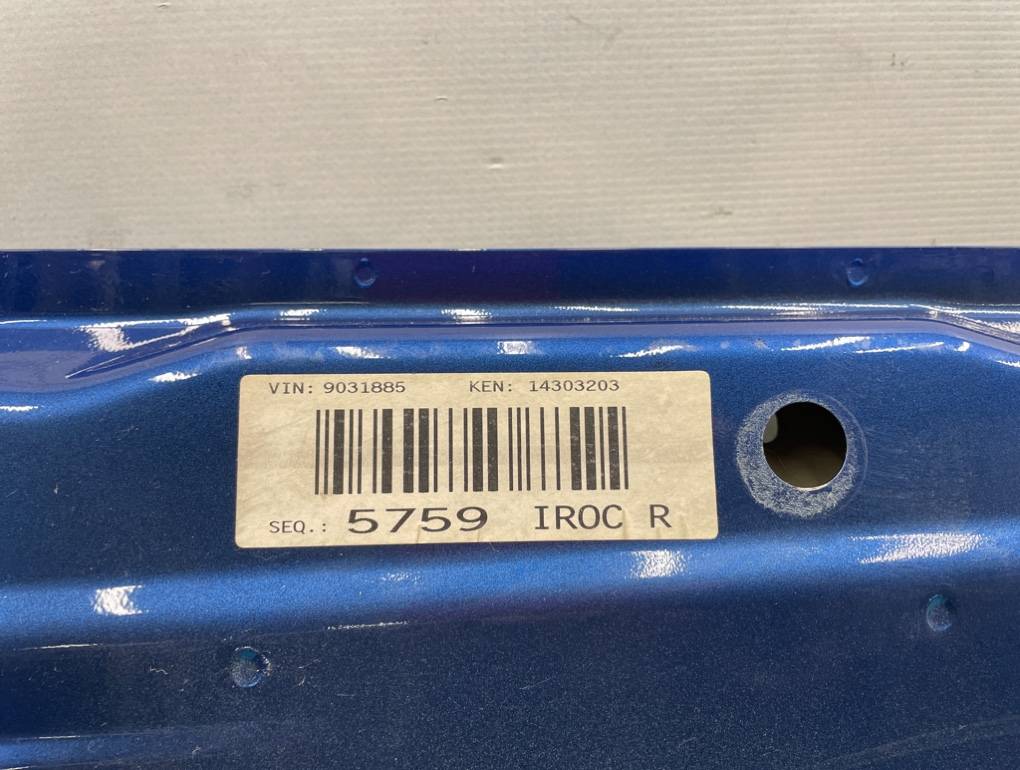 VIN: 9031885 KEN: 14303203
SEQ.: 5759 IROC R